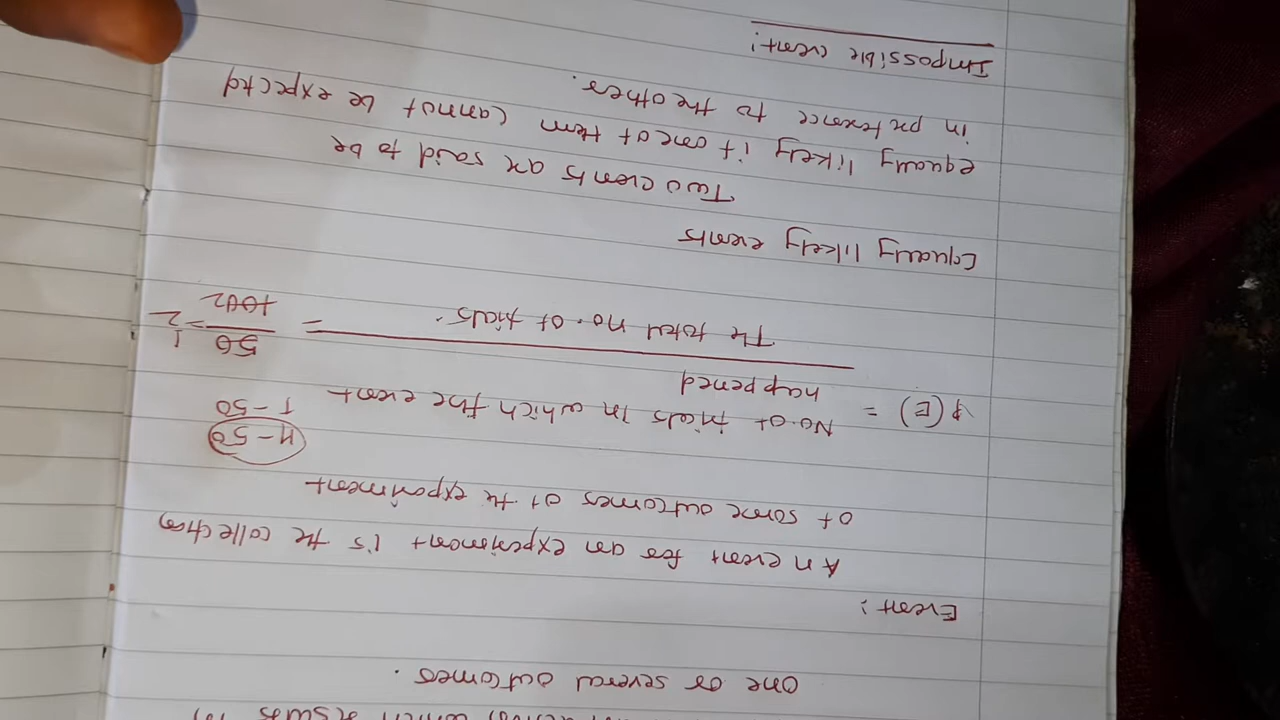 one or several outcomes.
Event:
An event for an experiment is the collection
of some outcomes of the experiment
H-50
T-50
P(E) = No. of trials in which the event
happened
The total no. of trials. = 50/100 = 1/2
Equally likely events
Two events are said to be
equally likely if one of them cannot be expected
in preference to the others.
Impossible event: